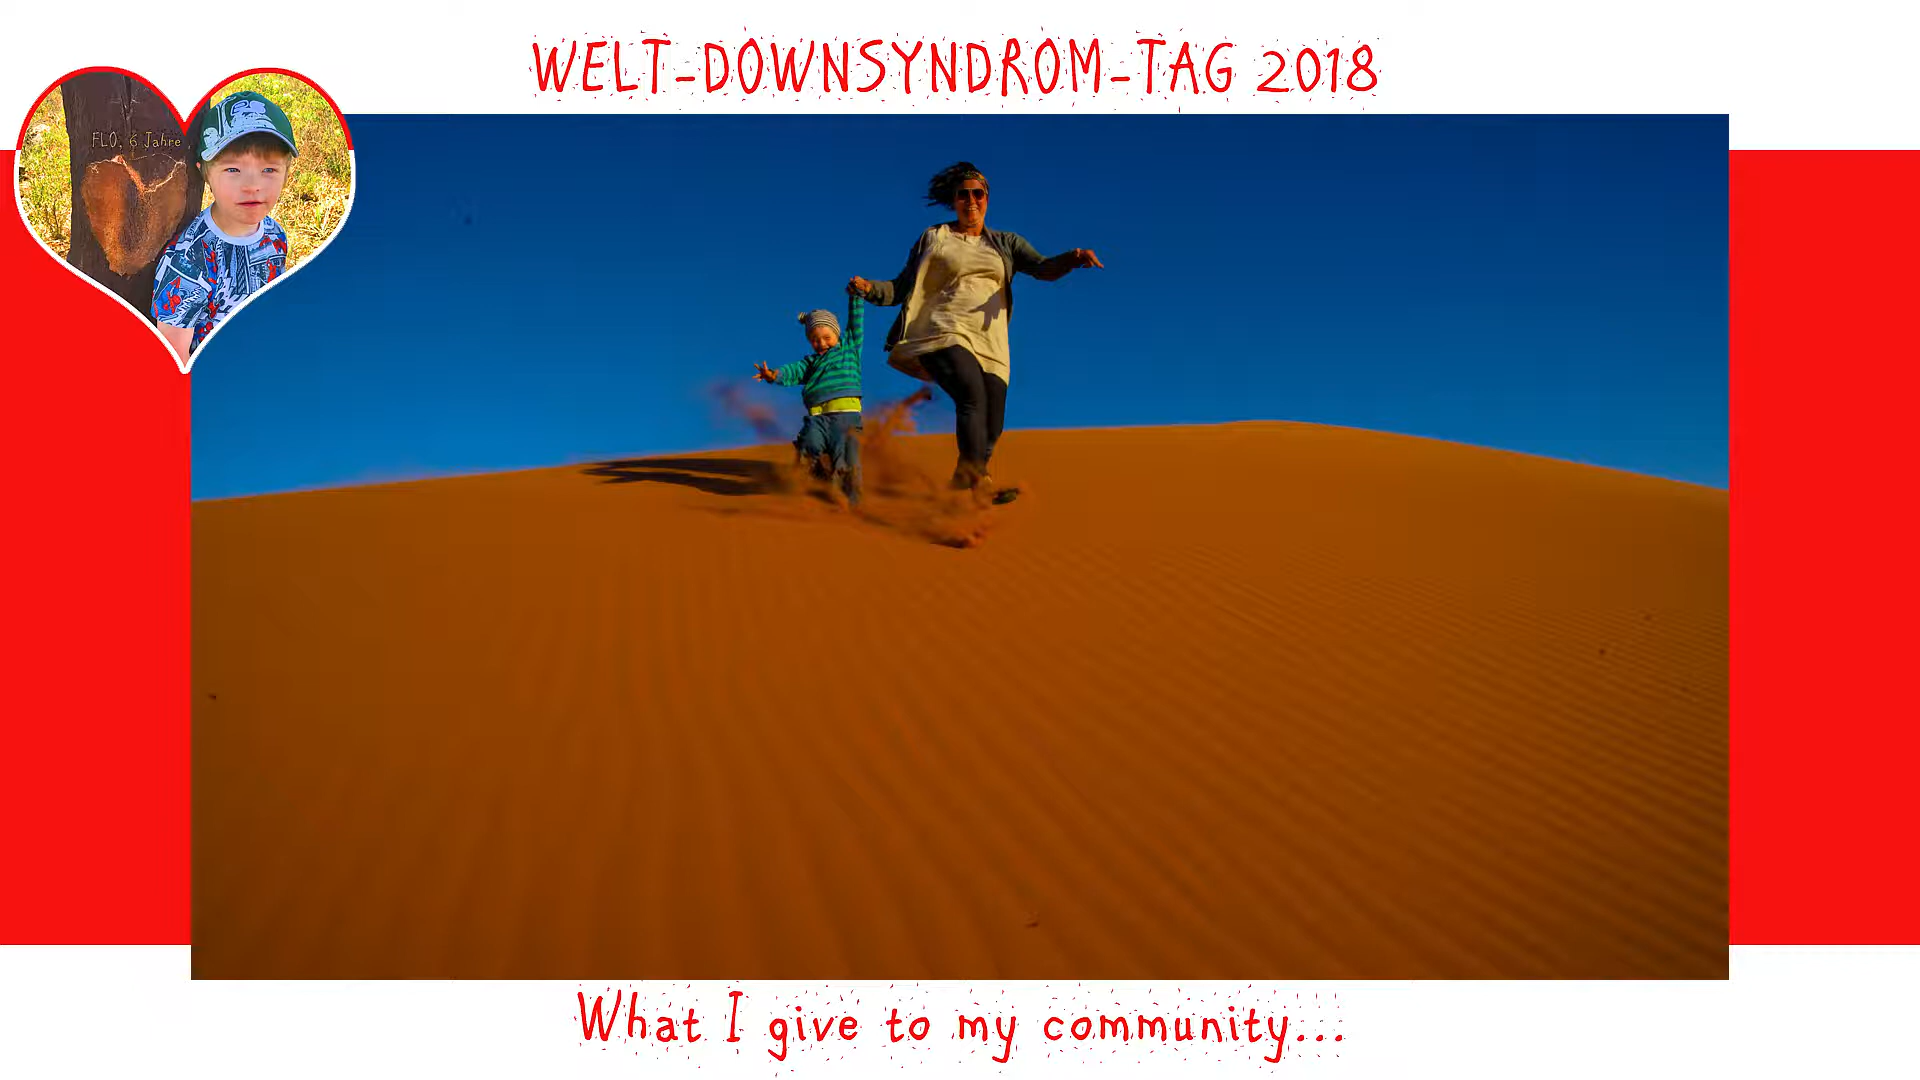 WELT-DOWNSYNDROM-TAG 2018
FLO, 6 Jahre
What I give to my community...